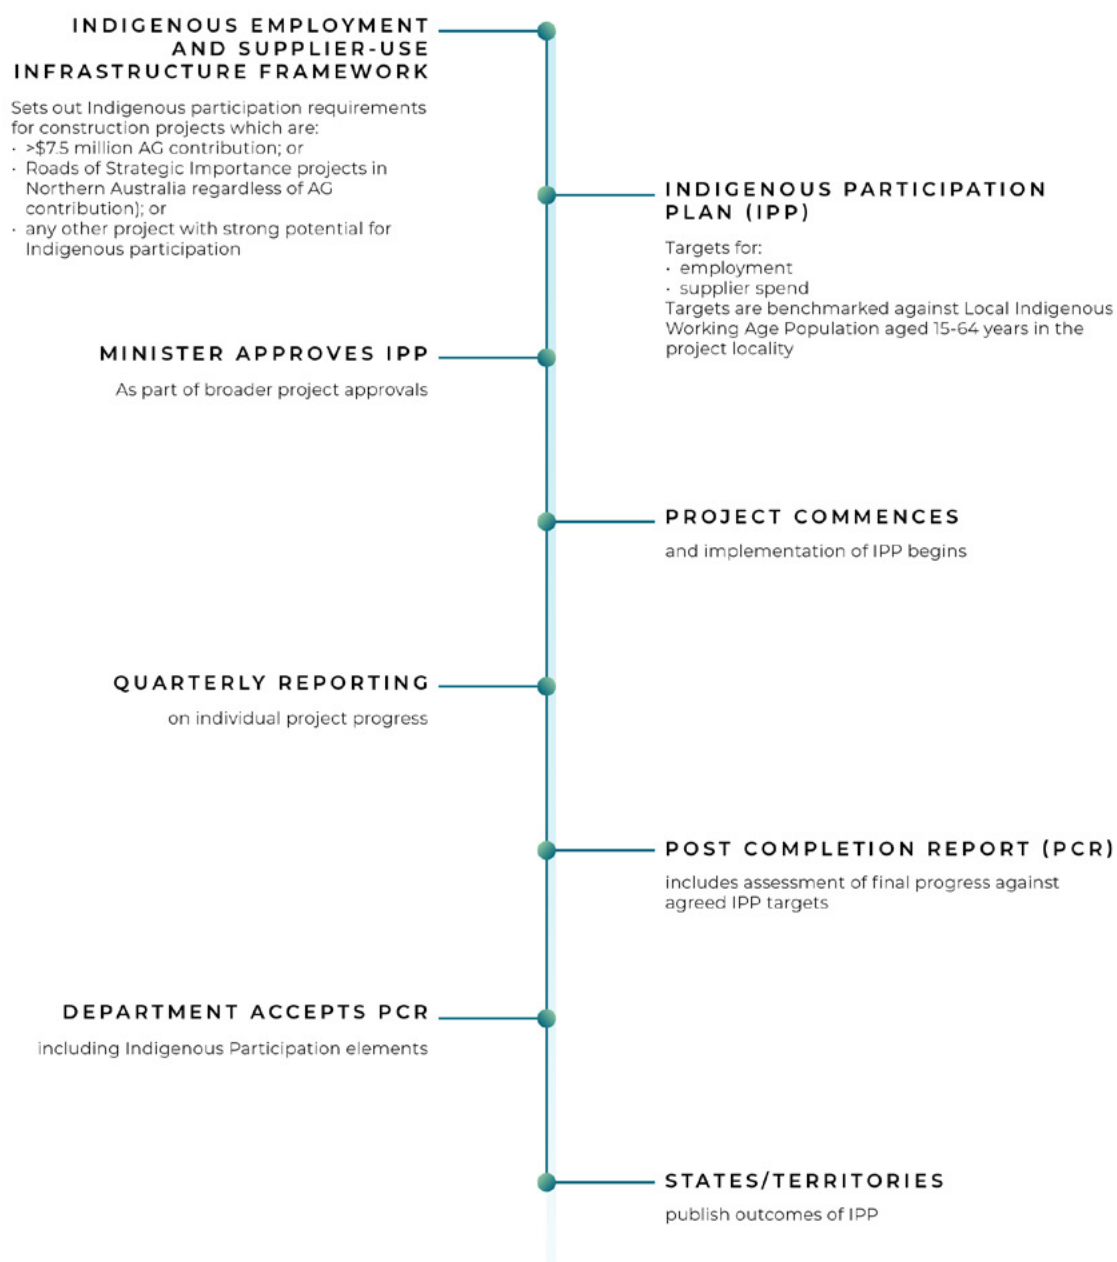 INDIGENOUS EMPLOYMENT
AND SUPPLIER-USE
INFRASTRUCTURE FRAMEWORK
Sets out Indigenous participation requirements
for construction projects which are:
· >$7.5 million AG contribution; or
· Roads of Strategic Importance projects in
Northern Australia regardless of AG
contribution); or
· any other project with strong potential for
Indigenous participation
INDIGENOUS PARTICIPATION
PLAN (IPP)
Targets for:
· employment
· supplier spend
Targets are benchmarked against Local Indigenous
Working Age Population aged 15-64 years in the
project locality
MINISTER APPROVES IPP
As part of broader project approvals
PROJECT COMMENCES
and implementation of IPP begins
QUARTERLY REPORTING
on individual project progress
POST COMPLETION REPORT (PCR)
includes assessment of final progress against
agreed IPP targets
DEPARTMENT ACCEPTS PCR
including Indigenous Participation elements
STATES/TERRITORIES
publish outcomes of IPP